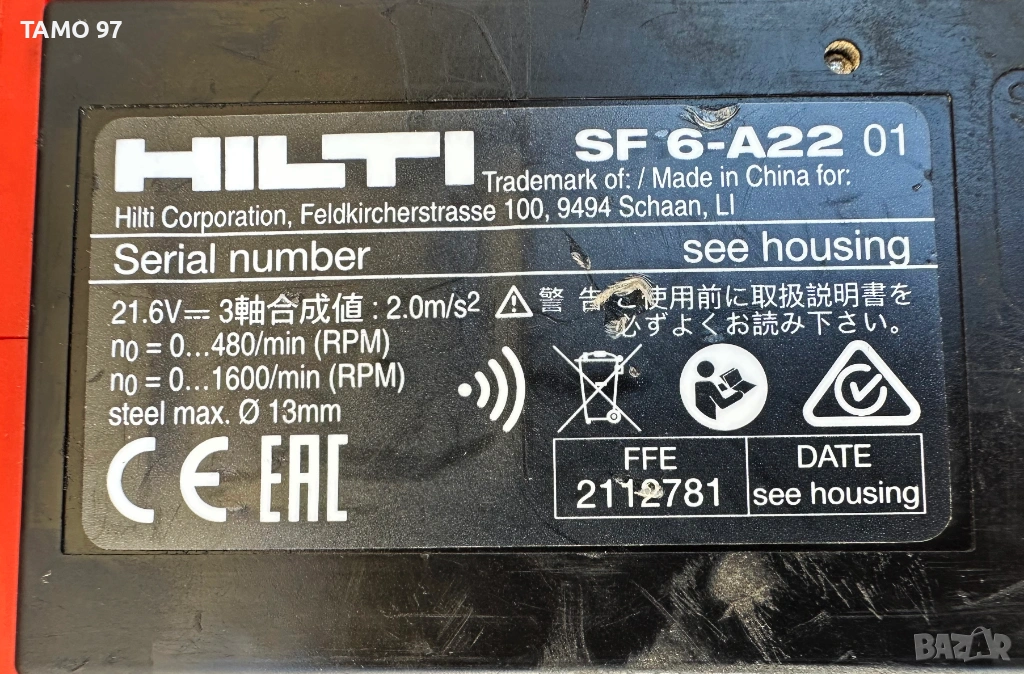 TAMO 97
HILTI SF 6-A22 01
Trademark of: / Made in China for:
Hilti Corporation, Feldkircherstrasse 100, 9494 Schaan, LI
Serial number see housing
21.6V⎓ 3軸合成値 : 2.0m/s² ⚠ 警告 ご使用前に取扱説明書を
必ずよくお読み下さい。
n₀ = 0...480/min (RPM)
n₀ = 0...1600/min (RPM)
steel max. Ø 13mm
CE EAC
FFE
2112781
DATE
see housing
BAZAR